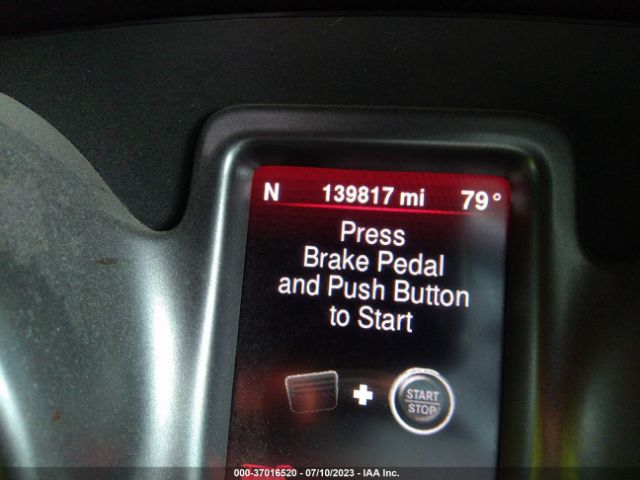 N 139817 mi 79°
Press
Brake Pedal
and Push Button
to Start
START
STOP
000-37016520 - 07/10/2023 - IAA Inc.